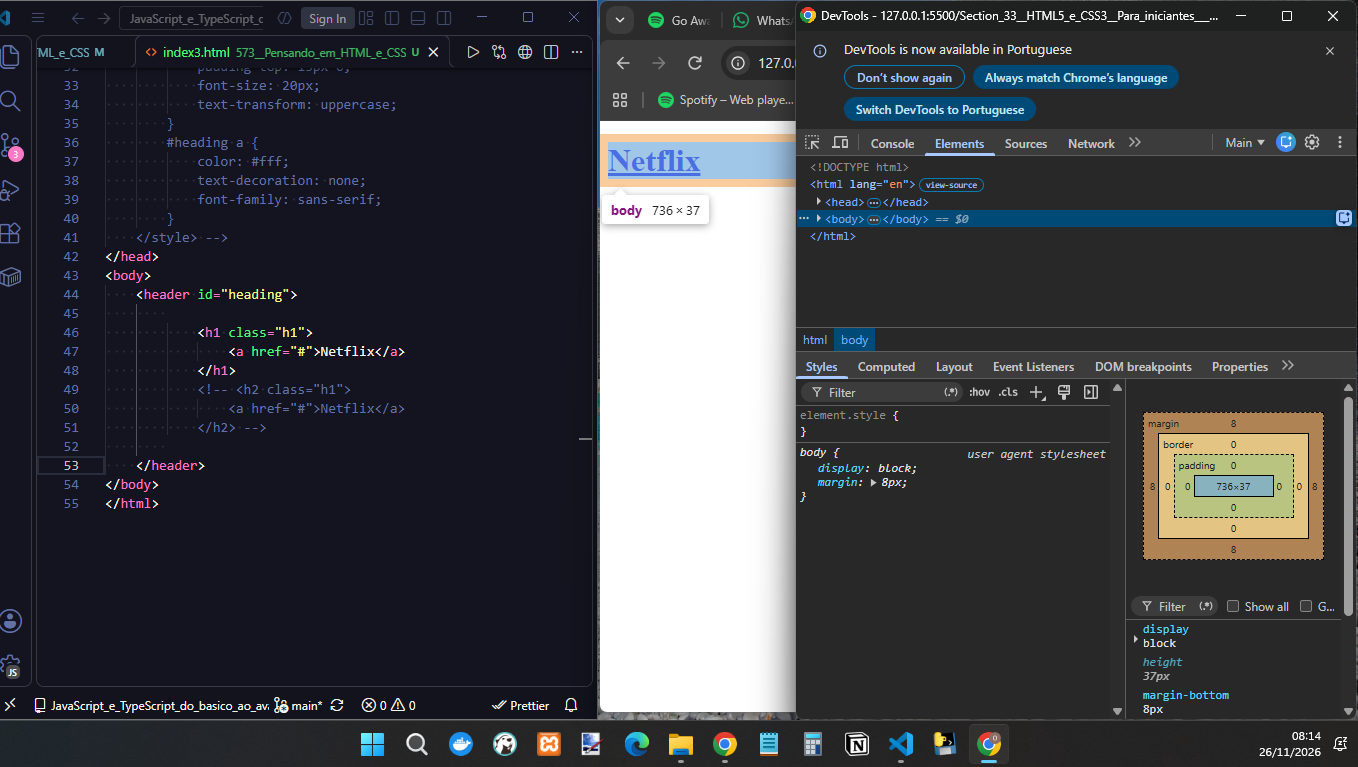 JavaScript_e_TypeScript_d
Sign In
TML_e_CSS M
index3.html 573__Pensando_em_HTML_e_CSS U
33 font-size: 20px;
34 text-transform: uppercase;
35 }
36 #heading a {
37 color: #fff;
38 text-decoration: none;
39 font-family: sans-serif;
40 }
41 </style> -->
42 </head>
43 <body>
44 <header id="heading">
45
46 <h1 class="h1">
47 <a href="#">Netflix</a>
48 </h1>
49 <!-- <h2 class="h1">
50 <a href="#">Netflix</a>
51 </h2> -->
52
53 </header>
54 </body>
55 </html>
3
JS
JavaScript_e_TypeScript_do_basico_ao_av
main*
0
0
Prettier
Go Aw
Whats
127.0.
Spotify – Web playe...
Netflix
body 736 × 37
DevTools - 127.0.0.1:5500/Section_33__HTML5_e_CSS3__Para_iniciantes___...
DevTools is now available in Portuguese
Don't show again
Always match Chrome's language
Switch DevTools to Portuguese
Console
Elements
Sources
Network
Main
<!DOCTYPE html>
<html lang="en"> view-source
<head> … </head>
… <body> … </body> == $0
</html>
html body
Styles
Computed
Layout
Event Listeners
DOM breakpoints
Properties
Filter
:hov .cls
element.style {
}
body { user agent stylesheet
display: block;
margin: 8px;
}
margin 8
border 0
padding 0
8 0 0 736×37 0 0 8
0
0
8
Filter
Show all
G...
display
block
height
37px
margin-bottom
8px
08:14
26/11/2026